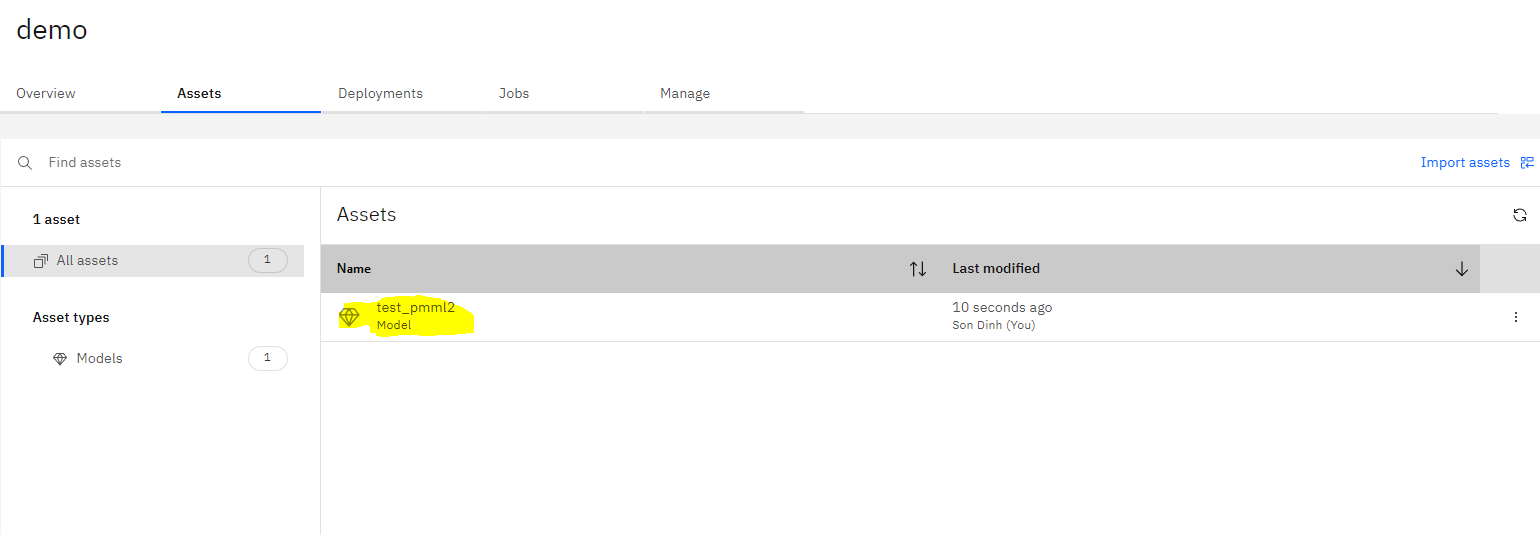 demo
Overview
Assets
Deployments
Jobs
Manage
Find assets
Import assets
1 asset
All assets
1
Asset types
Models
1
Assets
Name
Last modified
test_pmml2
Model
10 seconds ago
Son Dinh (You)